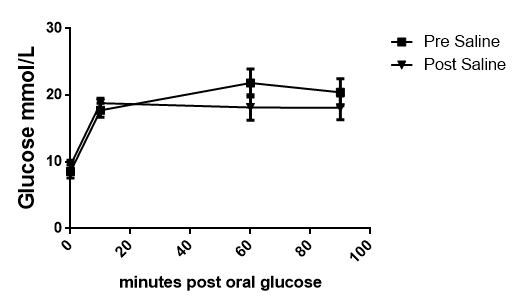 Glucose mmol/L
30
20
10
0
0
20
40
60
80
100
minutes post oral glucose
Pre Saline
Post Saline